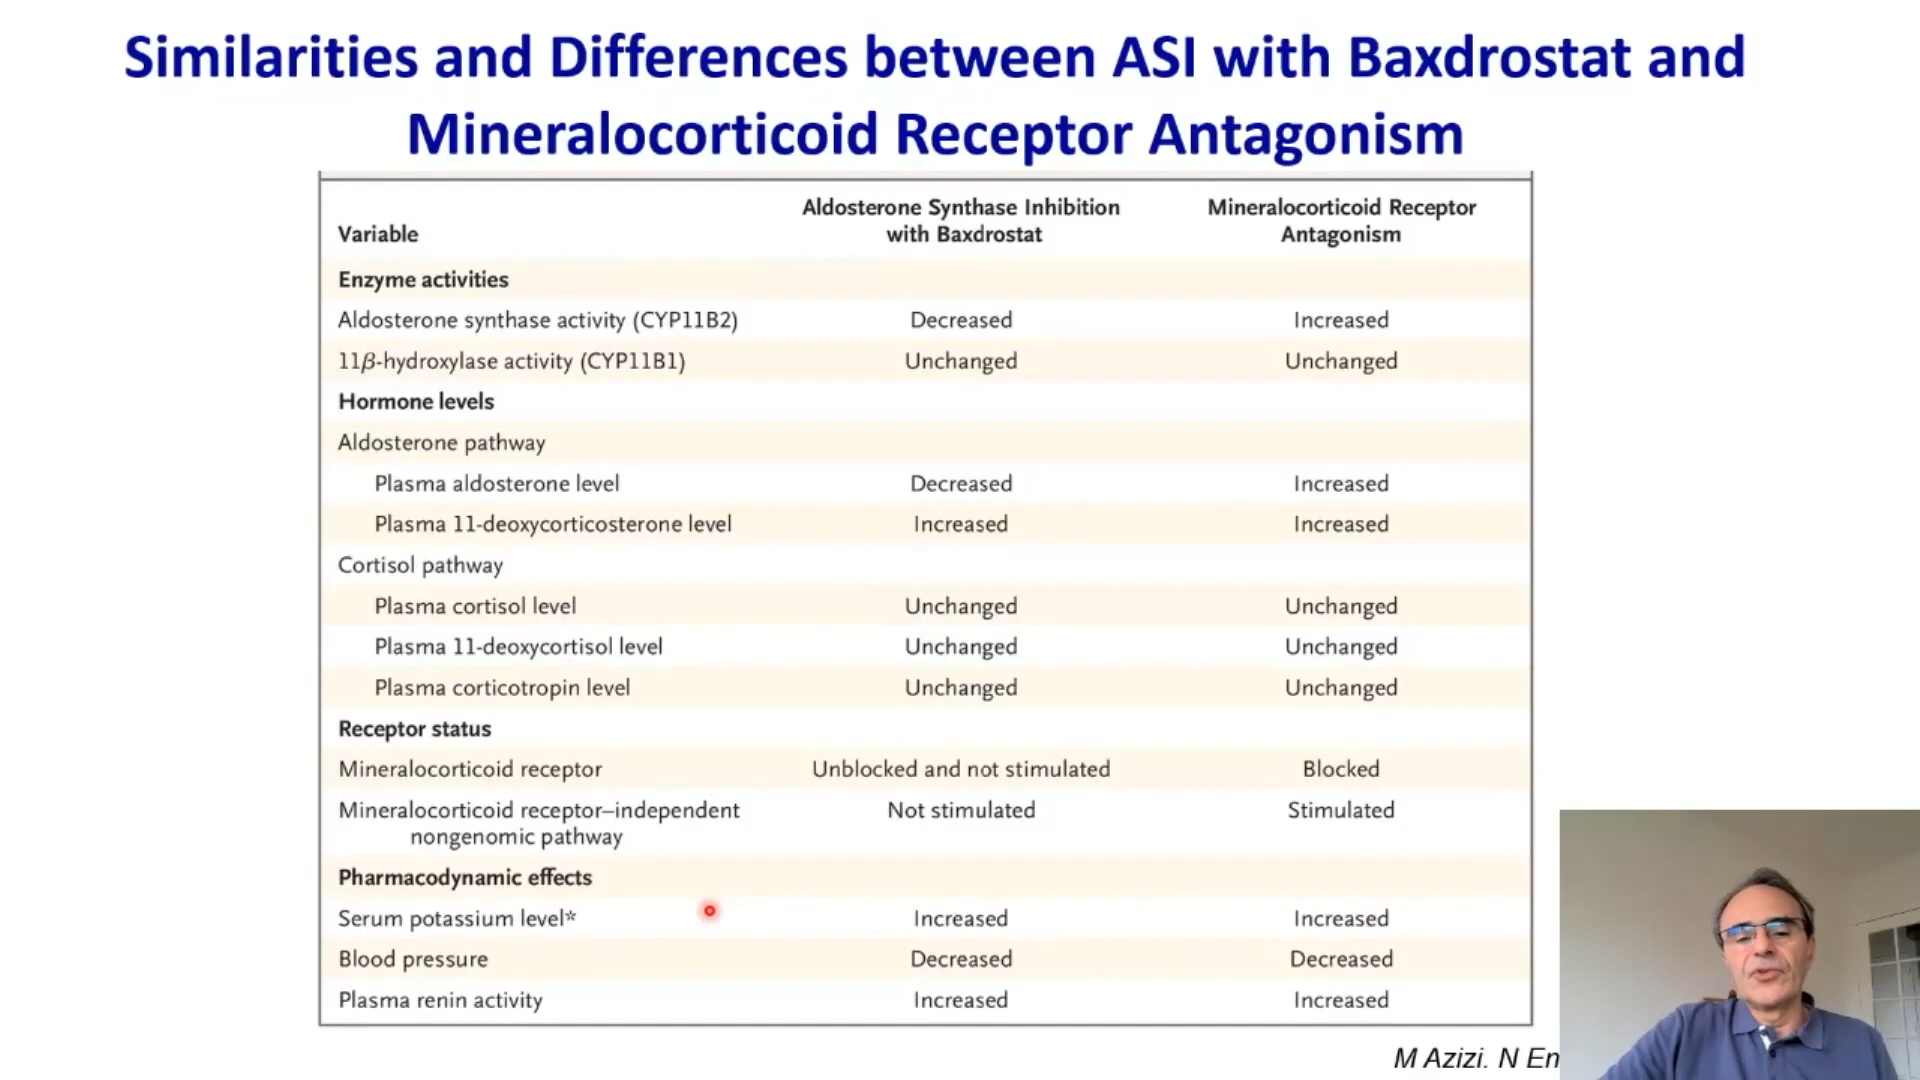 Similarities and Differences between ASI with Baxdrostat and
Mineralocorticoid Receptor Antagonism
Variable
Aldosterone Synthase Inhibition
with Baxdrostat
Mineralocorticoid Receptor
Antagonism
Enzyme activities
Aldosterone synthase activity (CYP11B2) Decreased Increased
11β-hydroxylase activity (CYP11B1) Unchanged Unchanged
Hormone levels
Aldosterone pathway
Plasma aldosterone level Decreased Increased
Plasma 11-deoxycorticosterone level Increased Increased
Cortisol pathway
Plasma cortisol level Unchanged Unchanged
Plasma 11-deoxycortisol level Unchanged Unchanged
Plasma corticotropin level Unchanged Unchanged
Receptor status
Mineralocorticoid receptor Unblocked and not stimulated Blocked
Mineralocorticoid receptor–independent Not stimulated Stimulated
nongenomic pathway
Pharmacodynamic effects
Serum potassium level* Increased Increased
Blood pressure Decreased Decreased
Plasma renin activity Increased Increased
M Azizi. N En